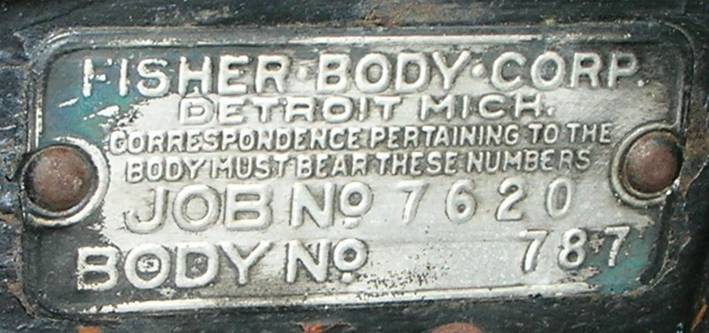 FISHER·BODY·CORP.
DETROIT MICH.
CORRESPONDENCE PERTAINING TO THE
BODY MUST BEAR THESE NUMBERS
JOB No 7620
BODY No 787